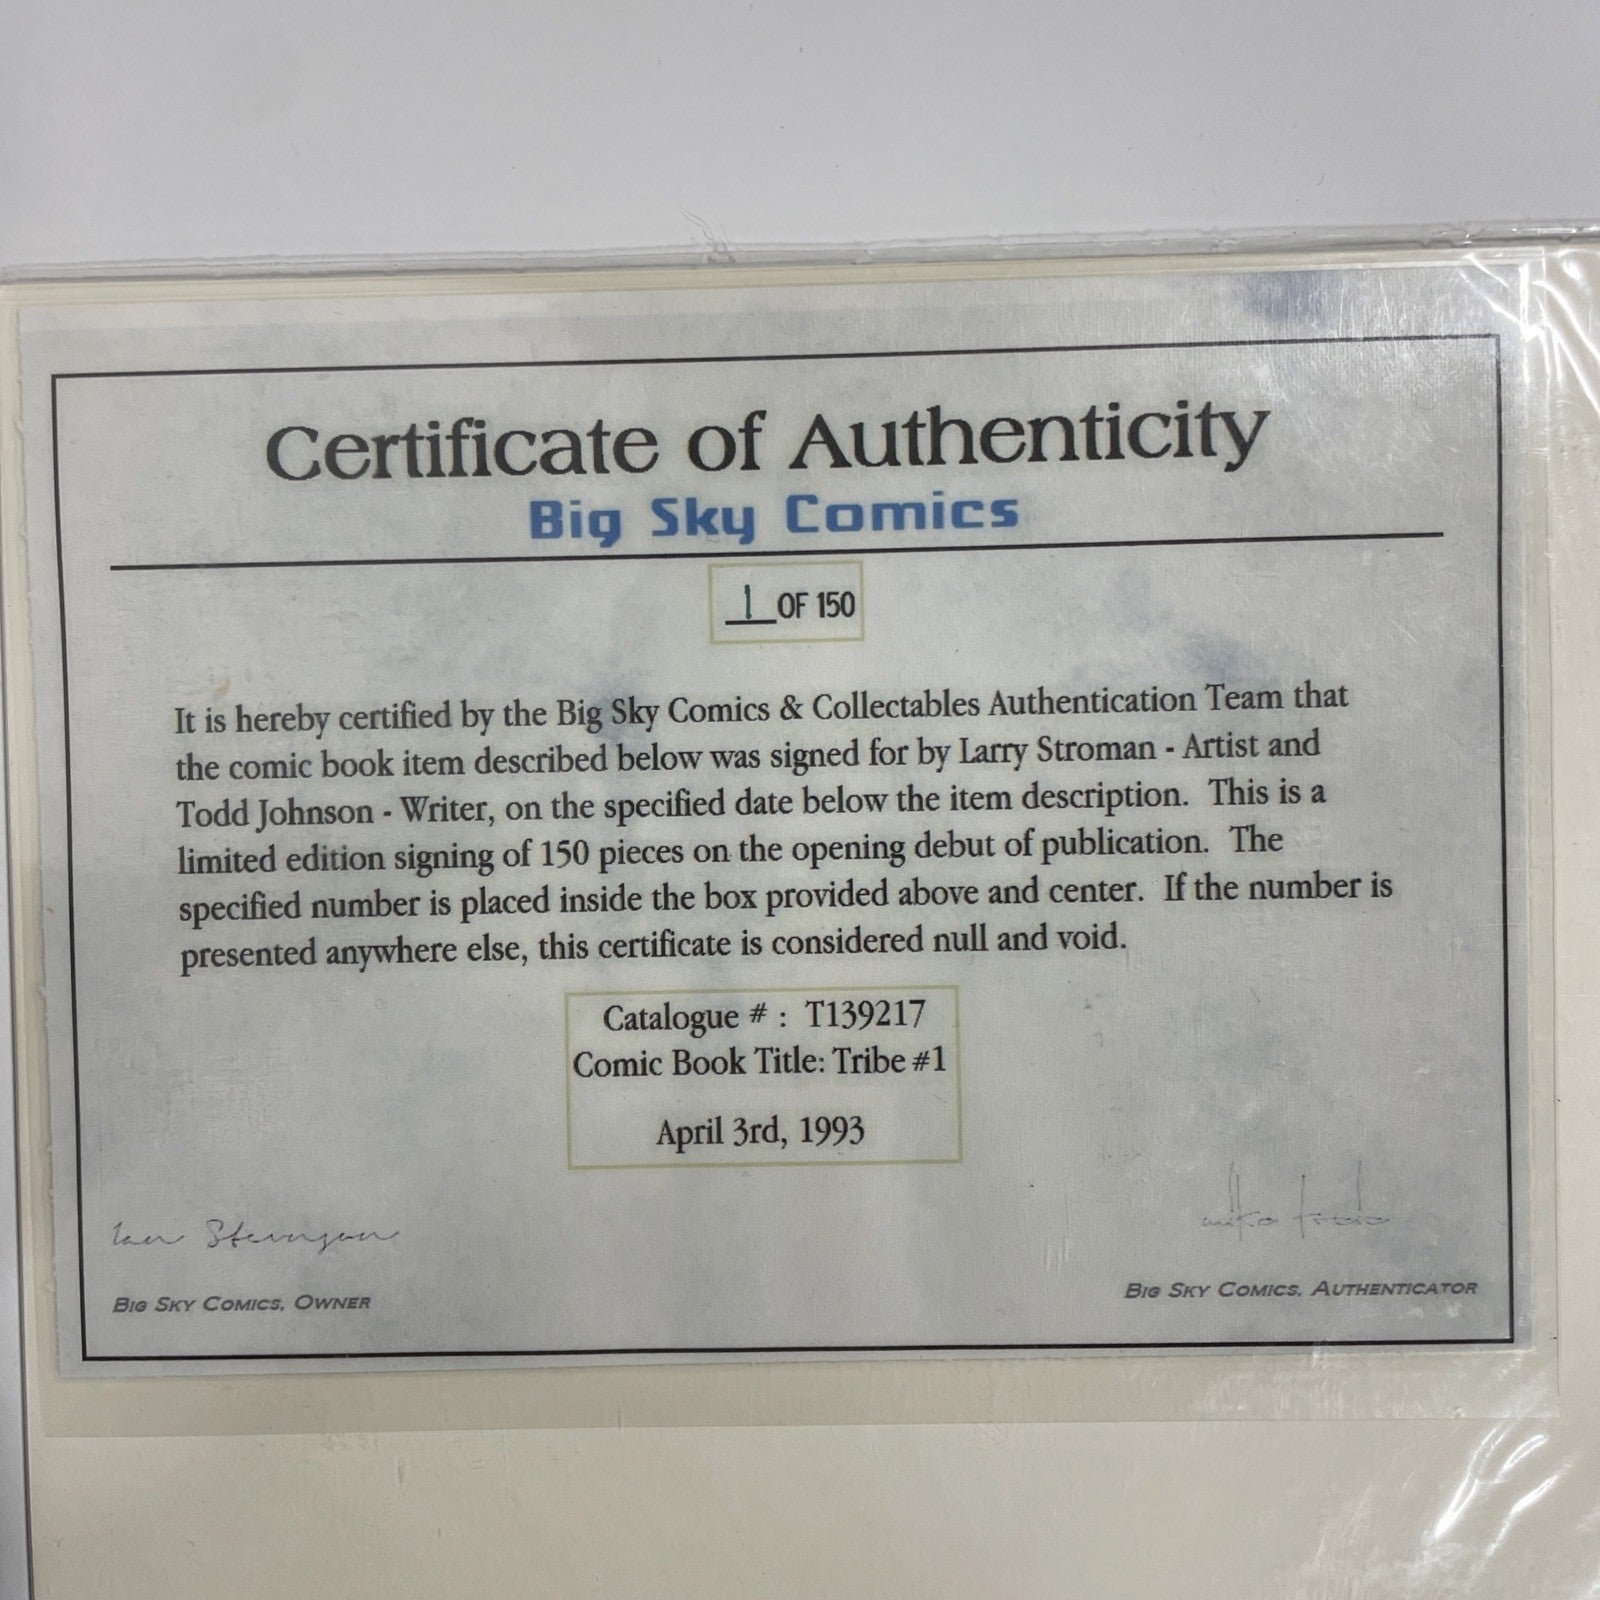 Certificate of Authenticity
Big Sky Comics
1 OF 150
It is hereby certified by the Big Sky Comics & Collectables Authentication Team that
the comic book item described below was signed for by Larry Stroman - Artist and
Todd Johnson - Writer, on the specified date below the item description. This is a
limited edition signing of 150 pieces on the opening debut of publication. The
specified number is placed inside the box provided above and center. If the number is
presented anywhere else, this certificate is considered null and void.
Catalogue # : T139217
Comic Book Title: Tribe #1
April 3rd, 1993
Big Sky Comics, Owner
Big Sky Comics, Authenticator